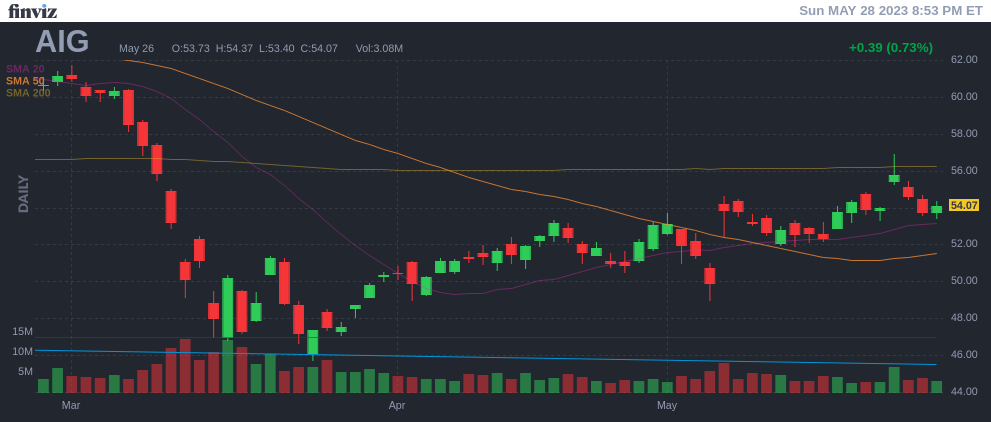 finviz
Sun MAY 28 2023 8:53 PM ET
AIG
May 26 O:53.73 H:54.37 L:53.40 C:54.07 Vol:3.08M
+0.39 (0.73%)
SMA 20
SMA 50
SMA 200
DAILY
62.00
60.00
58.00
56.00
54.07
52.00
50.00
48.00
46.00
44.00
15M
10M
5M
Mar
Apr
May